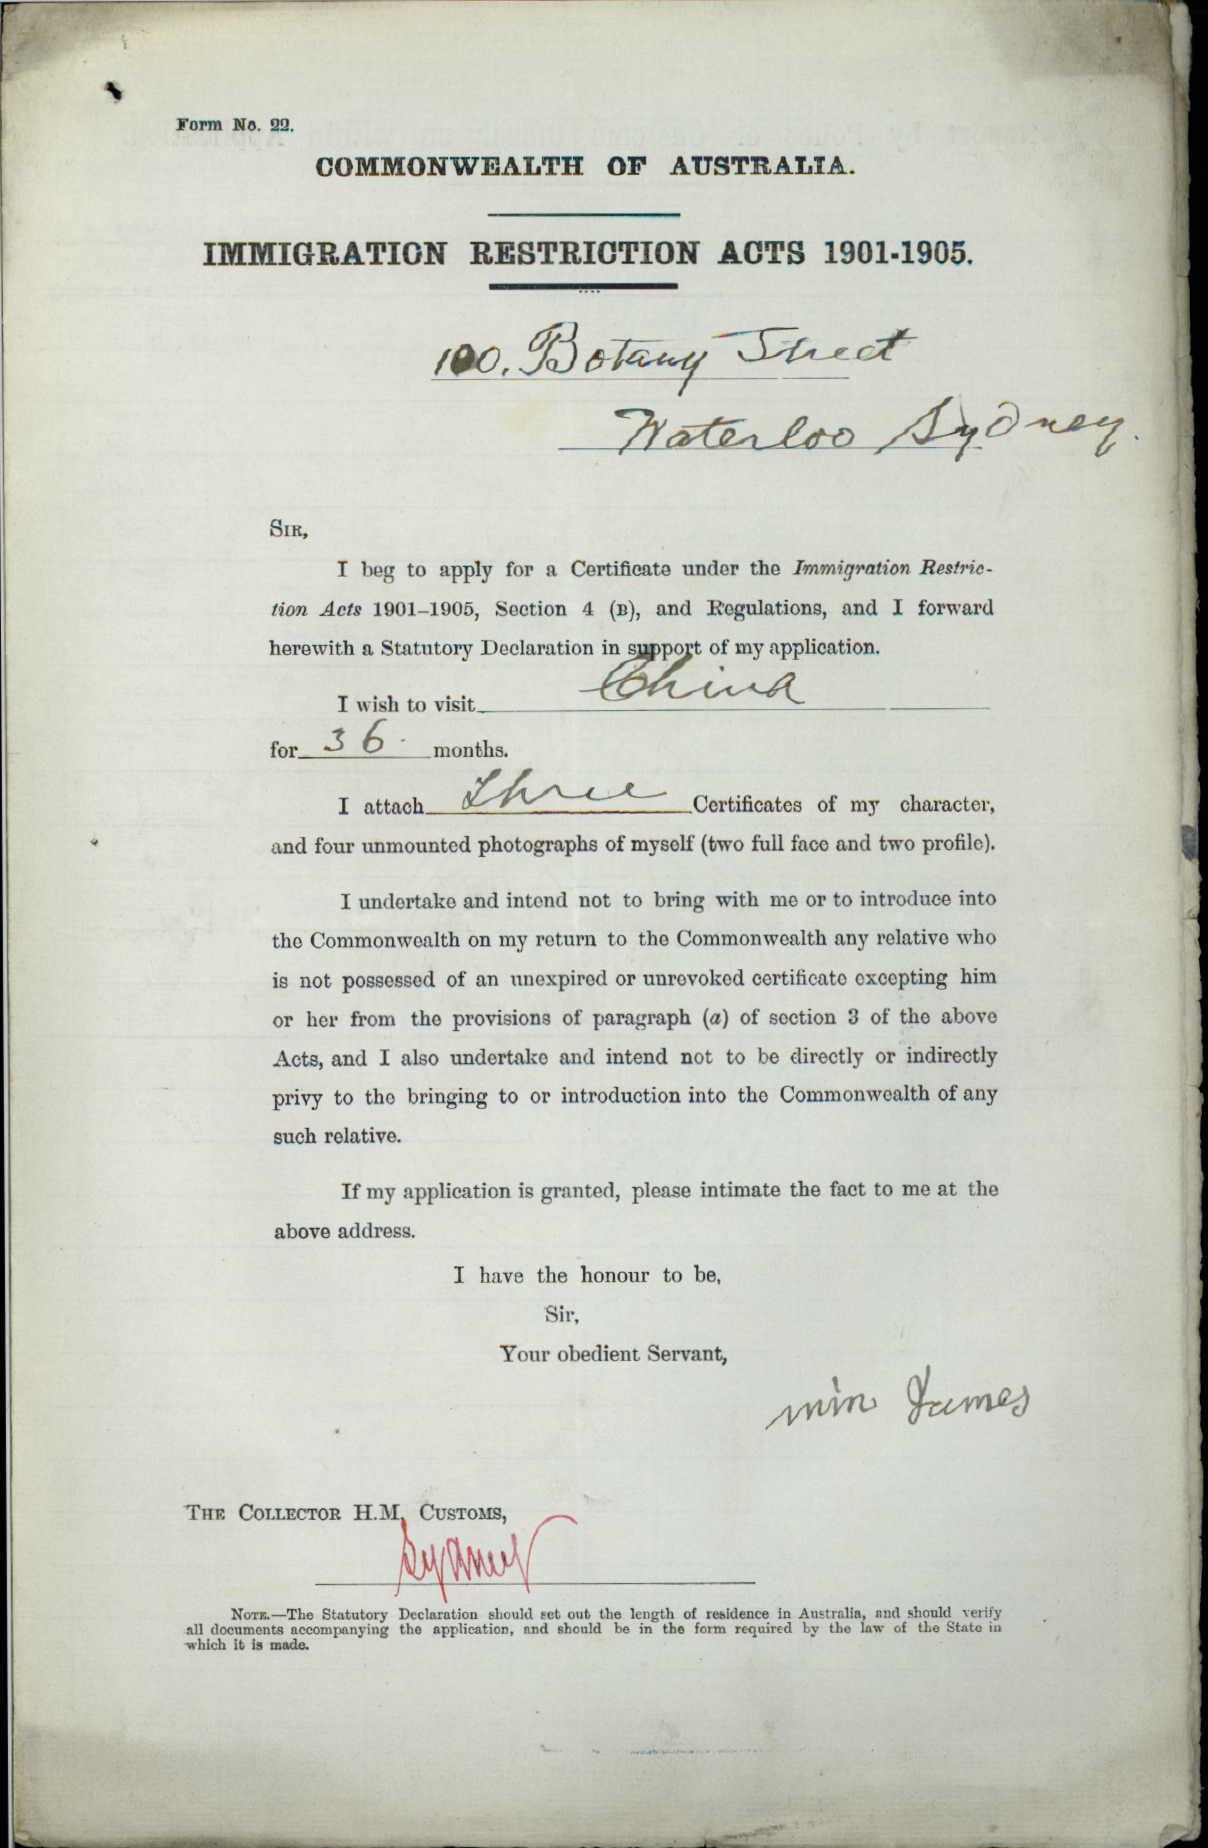 Form No. 22.
COMMONWEALTH OF AUSTRALIA.
IMMIGRATION RESTRICTION ACTS 1901-1905.
100. Botany Street
Waterloo Sydney.
SIR,
I beg to apply for a Certificate under the Immigration Restric-
tion Acts 1901–1905, Section 4 (B), and Regulations, and I forward
herewith a Statutory Declaration in support of my application.
I wish to visit China
for 36 months.
I attach Three Certificates of my character,
and four unmounted photographs of myself (two full face and two profile).
I undertake and intend not to bring with me or to introduce into
the Commonwealth on my return to the Commonwealth any relative who
is not possessed of an unexpired or unrevoked certificate excepting him
or her from the provisions of paragraph (a) of section 3 of the above
Acts, and I also undertake and intend not to be directly or indirectly
privy to the bringing to or introduction into the Commonwealth of any
such relative.
If my application is granted, please intimate the fact to me at the
above address.
I have the honour to be,
Sir,
Your obedient Servant,
min James
THE COLLECTOR H.M. CUSTOMS,
Sydney
NOTE.—The Statutory Declaration should set out the length of residence in Australia, and should verify
all documents accompanying the application, and should be in the form required by the law of the State in
which it is made.